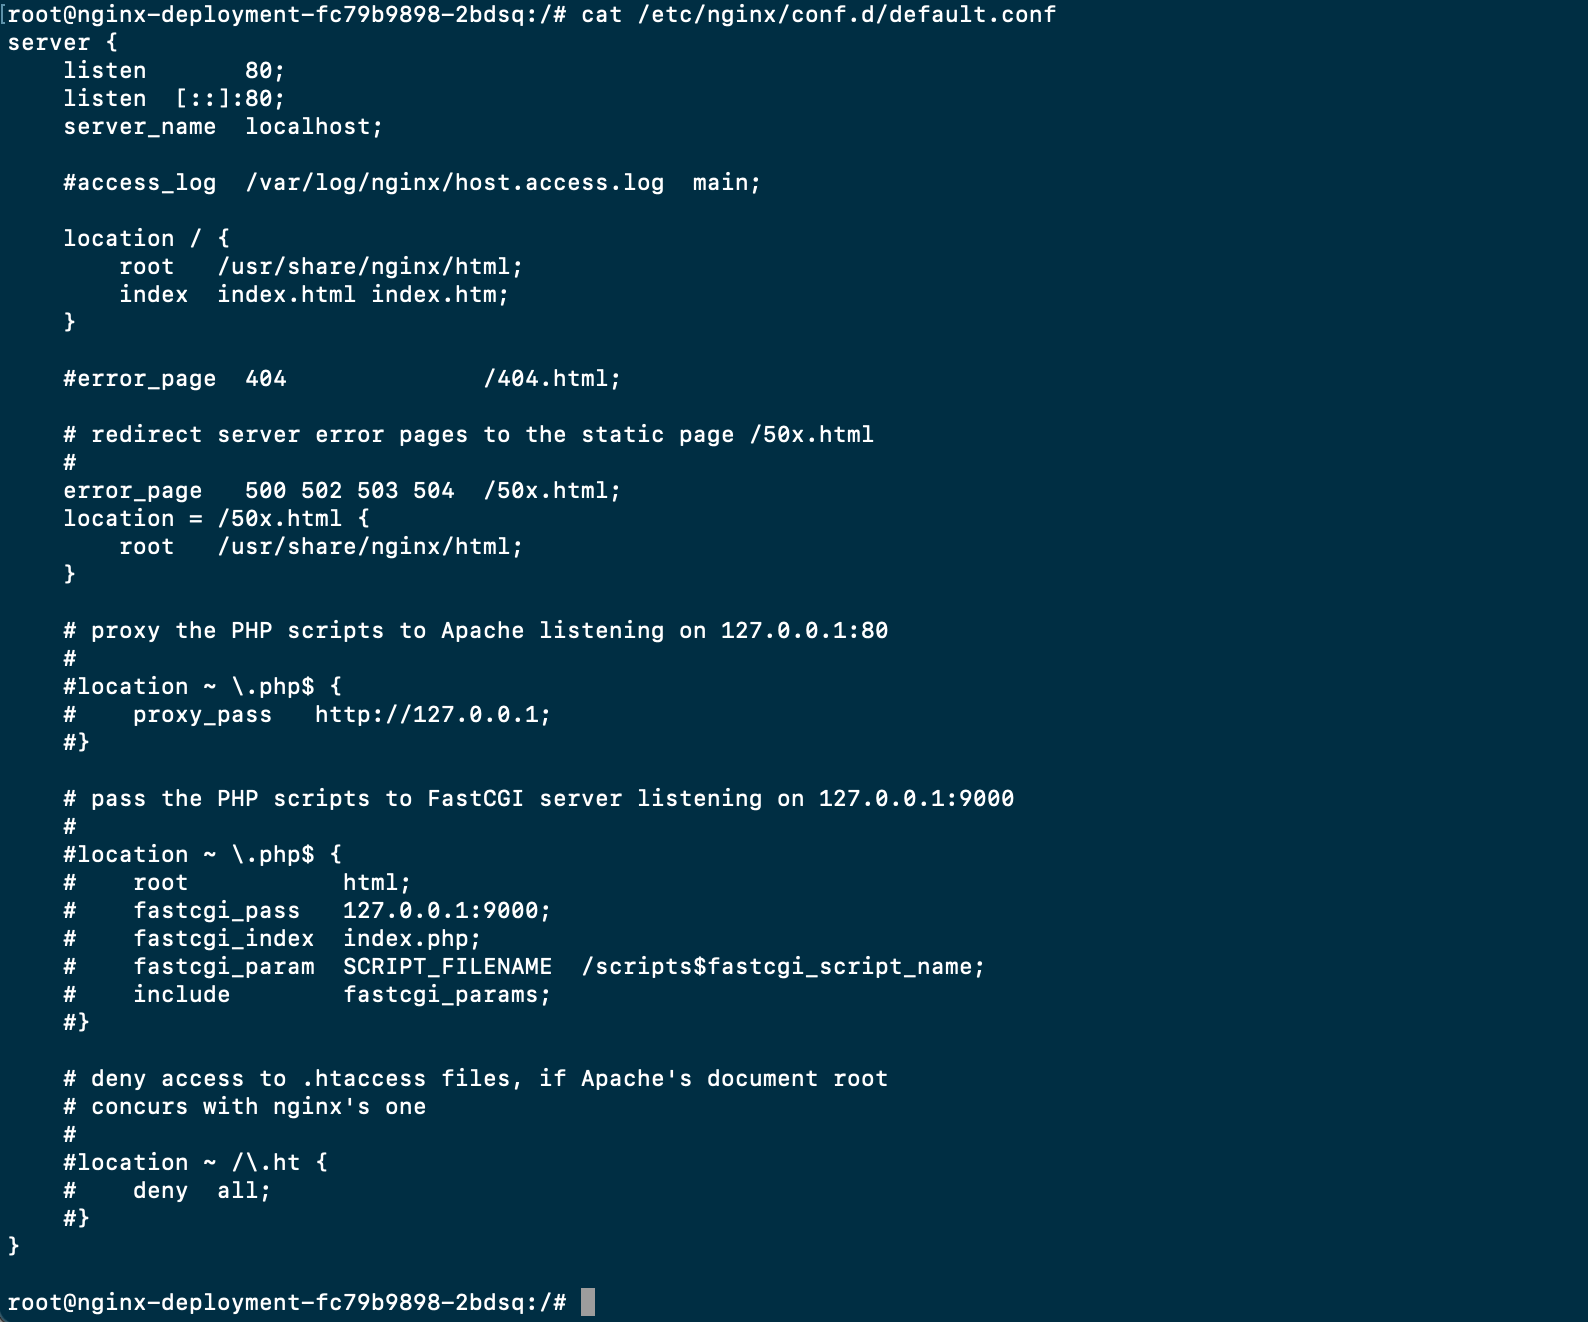 [root@nginx-deployment-fc79b9898-2bdsq:/# cat /etc/nginx/conf.d/default.conf
server {
    listen       80;
    listen  [::]:80;
    server_name  localhost;

    #access_log  /var/log/nginx/host.access.log  main;

    location / {
        root   /usr/share/nginx/html;
        index  index.html index.htm;
    }

    #error_page  404              /404.html;

    # redirect server error pages to the static page /50x.html
    #
    error_page   500 502 503 504  /50x.html;
    location = /50x.html {
        root   /usr/share/nginx/html;
    }

    # proxy the PHP scripts to Apache listening on 127.0.0.1:80
    #
    #location ~ \.php$ {
    #    proxy_pass   http://127.0.0.1;
    #}

    # pass the PHP scripts to FastCGI server listening on 127.0.0.1:9000
    #
    #location ~ \.php$ {
    #    root           html;
    #    fastcgi_pass   127.0.0.1:9000;
    #    fastcgi_index  index.php;
    #    fastcgi_param  SCRIPT_FILENAME  /scripts$fastcgi_script_name;
    #    include        fastcgi_params;
    #}

    # deny access to .htaccess files, if Apache's document root
    # concurs with nginx's one
    #
    #location ~ /\.ht {
    #    deny  all;
    #}
}

root@nginx-deployment-fc79b9898-2bdsq:/#